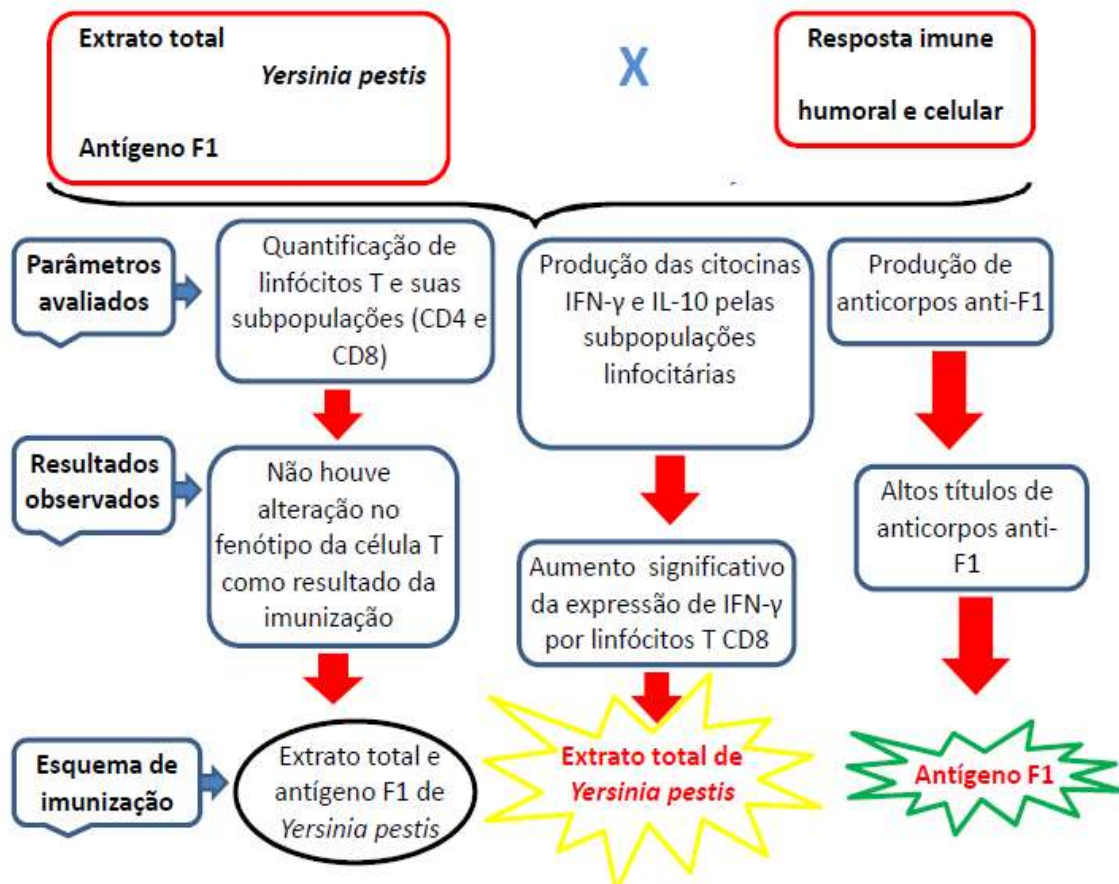 Extrato total
Yersinia pestis
Antígeno F1
X
Resposta imune
humoral e celular
Parâmetros
avaliados
Quantificação de
linfócitos T e suas
subpopulações (CD4 e
CD8)
Produção das citocinas
IFN-γ e IL-10 pelas
subpopulações
linfocitárias
Produção de
anticorpos anti-F1
Resultados
observados
Não houve
alteração no
fenótipo da célula T
como resultado da
imunização
Aumento significativo
da expressão de IFN-γ
por linfócitos T CD8
Altos títulos de
anticorpos anti-
F1
Esquema de
imunização
Extrato total e
antígeno F1 de
Yersinia pestis
Extrato total de
Yersinia pestis
Antígeno F1